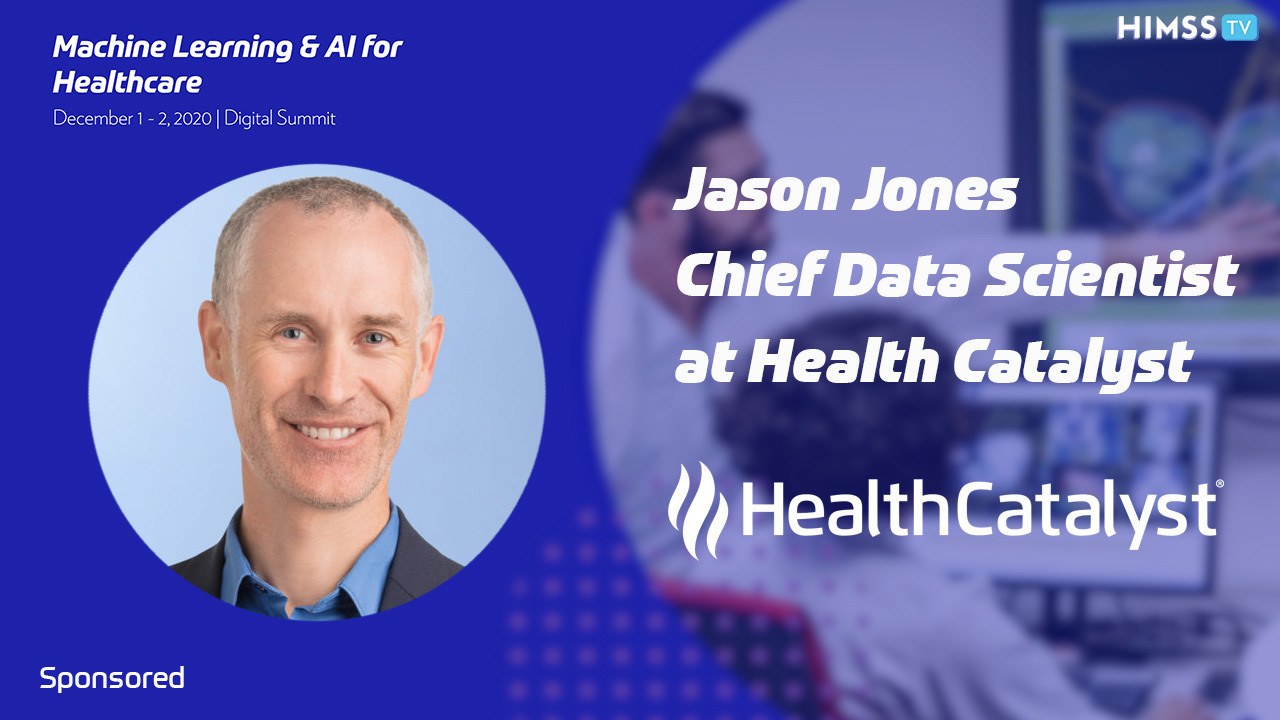 Machine Learning & AI for
Healthcare
December 1 - 2, 2020 | Digital Summit
HIMSS TV
Jason Jones
Chief Data Scientist
at Health Catalyst
HealthCatalyst®
Sponsored